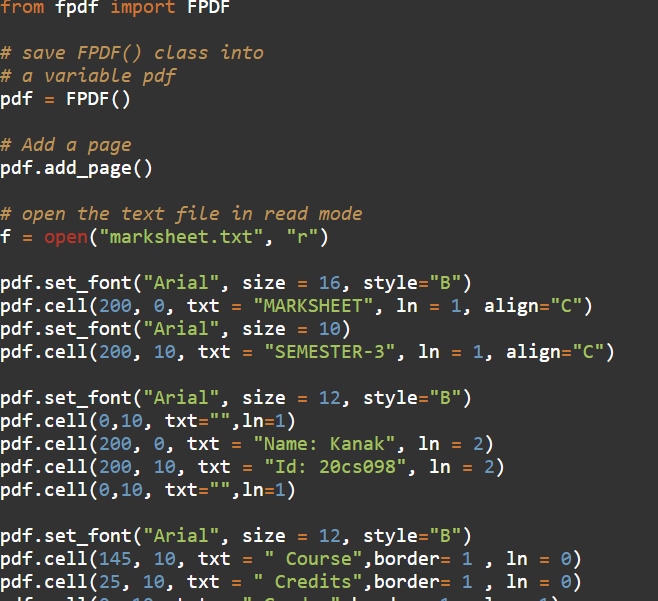 from fpdf import FPDF
# save FPDF() class into
# a variable pdf
pdf = FPDF()
# Add a page
pdf.add_page()
# open the text file in read mode
f = open("marksheet.txt", "r")
pdf.set_font("Arial", size = 16, style="B")
pdf.cell(200, 0, txt = "MARKSHEET", ln = 1, align="C")
pdf.set_font("Arial", size = 10)
pdf.cell(200, 10, txt = "SEMESTER-3", ln = 1, align="C")
pdf.set_font("Arial", size = 12, style="B")
pdf.cell(0,10, txt="",ln=1)
pdf.cell(200, 0, txt = "Name: Kanak", ln = 2)
pdf.cell(200, 10, txt = "Id: 20cs098", ln = 2)
pdf.cell(0,10, txt="",ln=1)
pdf.set_font("Arial", size = 12, style="B")
pdf.cell(145, 10, txt = " Course",border= 1 , ln = 0)
pdf.cell(25, 10, txt = " Credits",border= 1 , ln = 0)